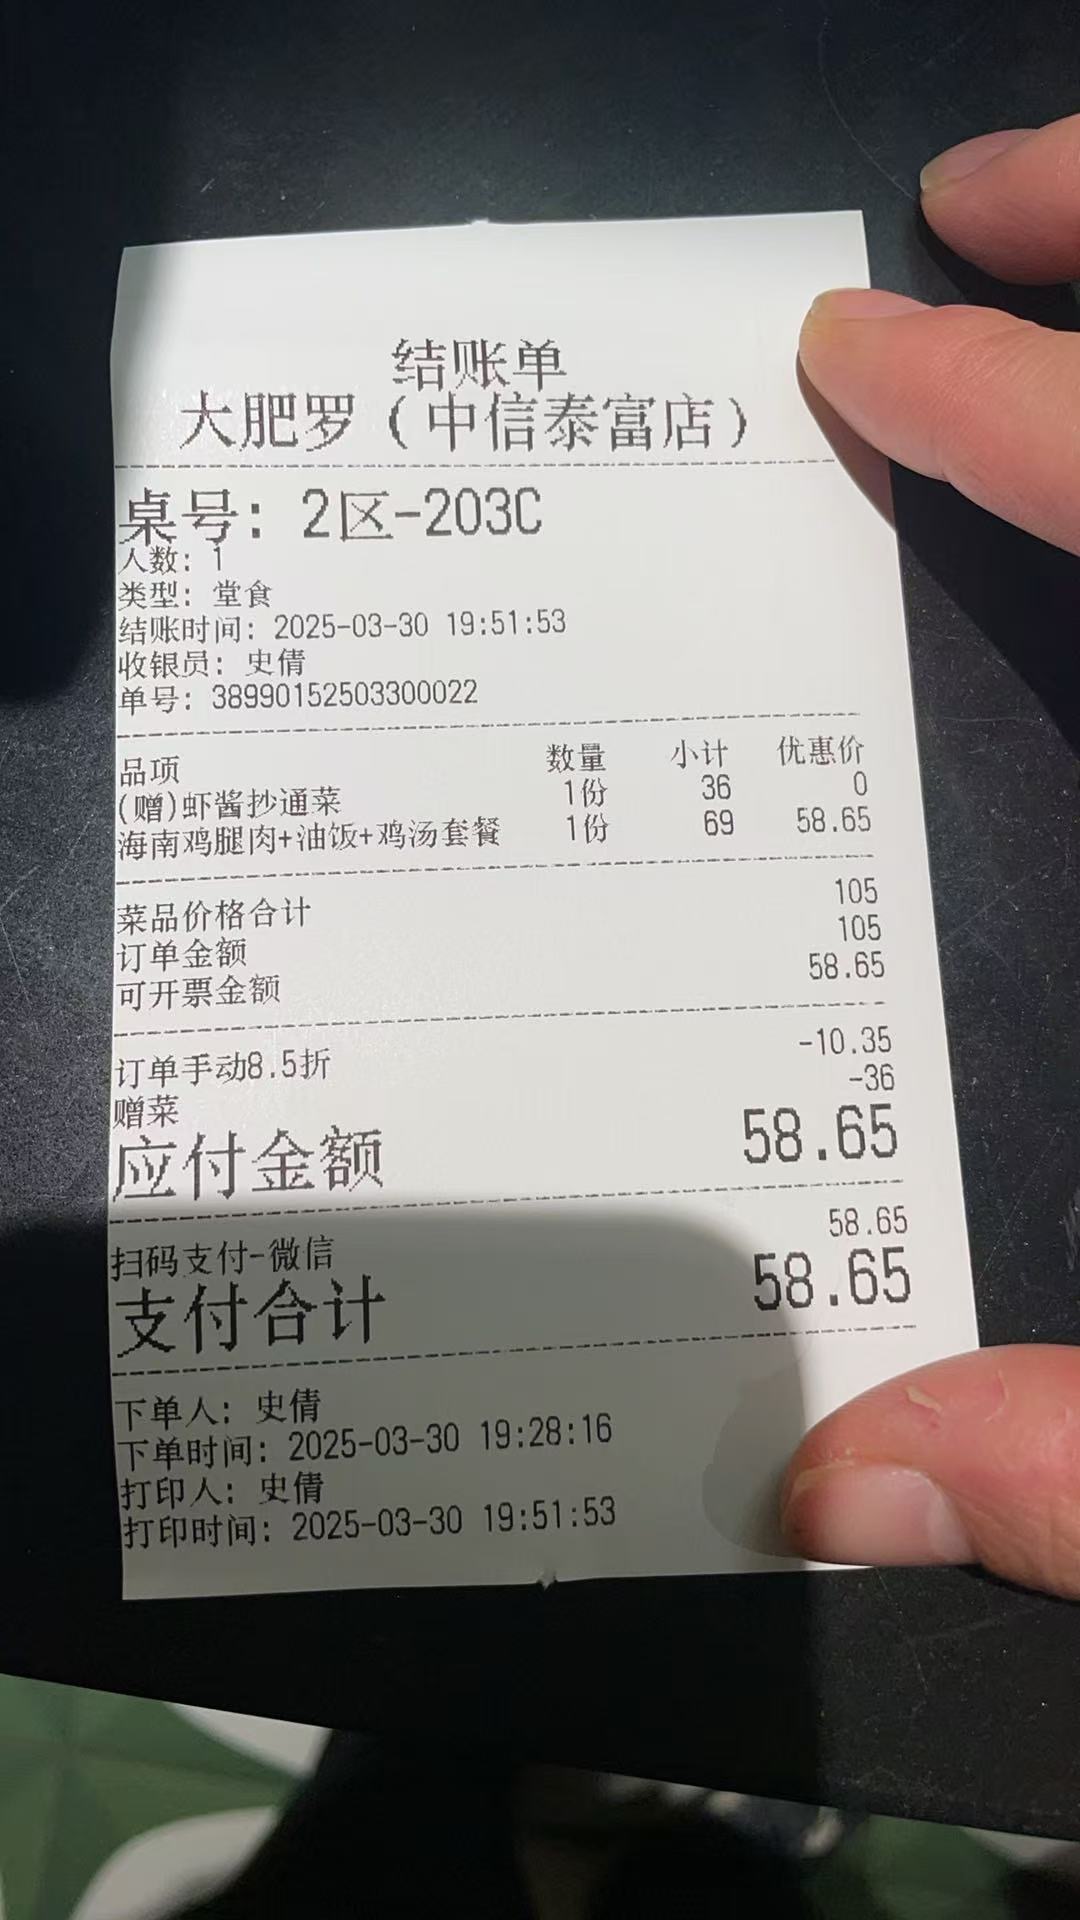 结账单
大肥罗（中信泰富店）
桌号：2区-203C
人数：1
类型：堂食
结账时间：2025-03-30 19:51:53
收银员：史倩
单号：38990152503300022
品项 数量 小计 优惠价
(赠)虾酱抄通菜 1份 36 0
海南鸡腿肉+油饭+鸡汤套餐 1份 69 58.65
菜品价格合计 105
订单金额 105
可开票金额 58.65
订单手动8.5折 -10.35
赠菜 -36
应付金额 58.65
扫码支付-微信 58.65
支付合计 58.65
下单人：史倩
下单时间：2025-03-30 19:28:16
打印人：史倩
打印时间：2025-03-30 19:51:53